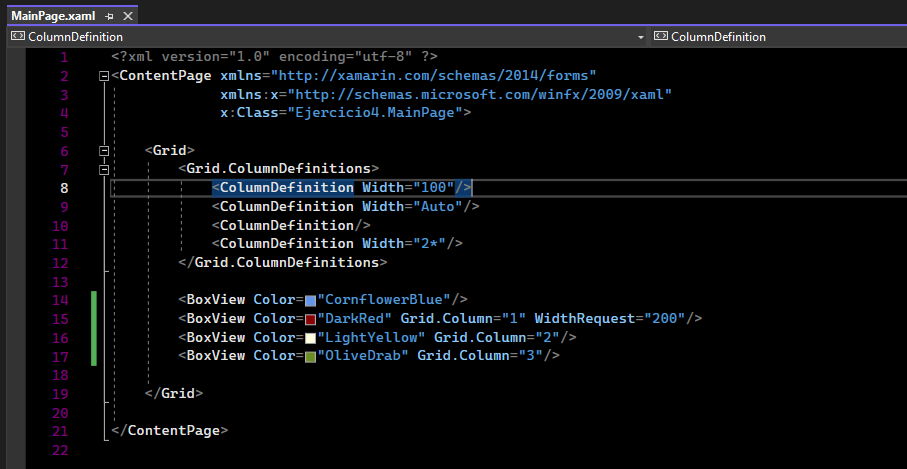 MainPage.xaml
ColumnDefinition ColumnDefinition
1 <?xml version="1.0" encoding="utf-8" ?>
2 <ContentPage xmlns="http://xamarin.com/schemas/2014/forms"
3 xmlns:x="http://schemas.microsoft.com/winfx/2009/xaml"
4 x:Class="Ejercicio4.MainPage">
5
6 <Grid>
7 <Grid.ColumnDefinitions>
8 <ColumnDefinition Width="100"/>
9 <ColumnDefinition Width="Auto"/>
10 <ColumnDefinition/>
11 <ColumnDefinition Width="2*"/>
12 </Grid.ColumnDefinitions>
13
14 <BoxView Color="CornflowerBlue"/>
15 <BoxView Color="DarkRed" Grid.Column="1" WidthRequest="200"/>
16 <BoxView Color="LightYellow" Grid.Column="2"/>
17 <BoxView Color="OliveDrab" Grid.Column="3"/>
18
19 </Grid>
20
21 </ContentPage>
22